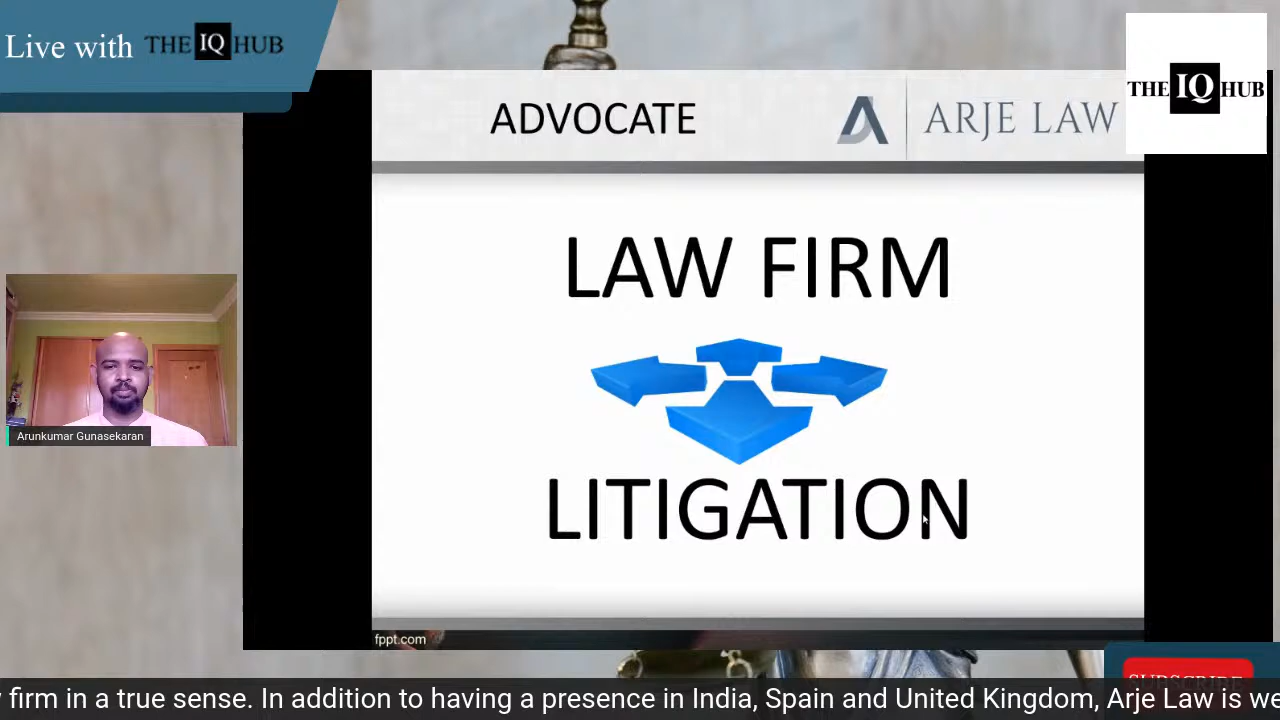 Live with THE IQ HUB
THE IQ HUB
ADVOCATE
ARJE LAW
LAW FIRM
LITIGATION
Arunkumar Gunasekaran
fppt.com
SUBSCRIBE
firm in a true sense. In addition to having a presence in India, Spain and United Kingdom, Arje Law is we